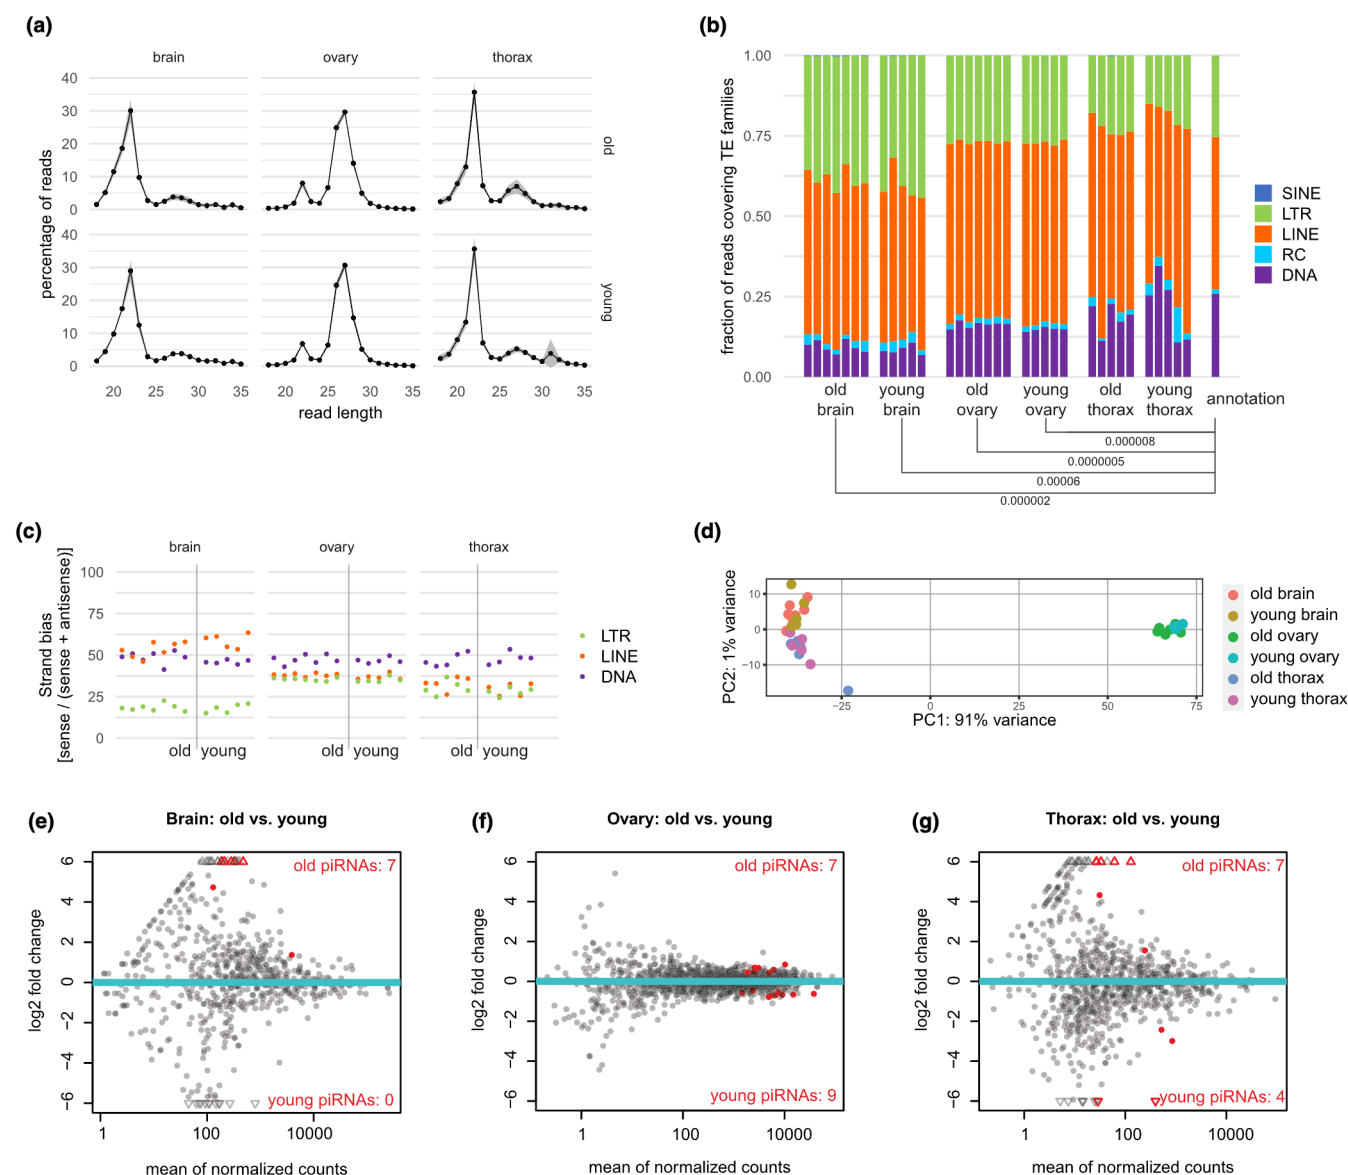 (a)
brain
ovary
thorax
40
30
20
10
0
old
40
30
20
10
0
young
percentage of reads
20
25
30
35
20
25
30
35
20
25
30
35
read length
(b)
1.00
0.75
0.50
0.25
0.00
fraction of reads covering TE families
old
brain
young
brain
old
ovary
young
ovary
old
thorax
young
thorax
annotation
0.000008
0.0000005
0.00006
0.000002
SINE
LTR
LINE
RC
DNA
(c)
brain
ovary
thorax
Strand bias
[sense / (sense + antisense)]
100
75
50
25
0
old young
old young
old young
LTR
LINE
DNA
(d)
PC2: 1% variance
10
0
−10
−25
0
25
50
75
PC1: 91% variance
old brain
young brain
old ovary
young ovary
old thorax
young thorax
(e)
Brain: old vs. young
old piRNAs: 7
young piRNAs: 0
log2 fold change
6
4
2
0
−2
−4
−6
1
100
10000
mean of normalized counts
(f)
Ovary: old vs. young
old piRNAs: 7
young piRNAs: 9
log2 fold change
6
4
2
0
−2
−4
−6
1
100
10000
mean of normalized counts
(g)
Thorax: old vs. young
old piRNAs: 7
young piRNAs: 4
log2 fold change
6
4
2
0
−2
−4
−6
1
100
10000
mean of normalized counts